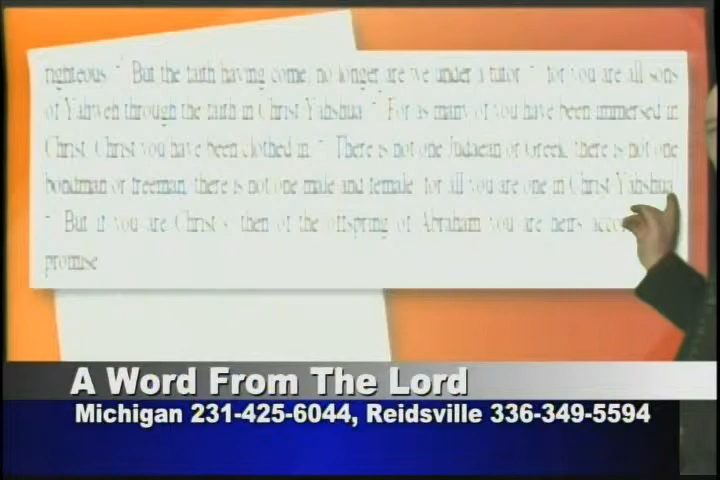 righteous. But the faith having come, no longer are we under a tutor for you are all sons
of Yahweh through the faith in Christ Yahshua. For as many of you have been immersed in
Christ, Christ you have been clothed in. There is not one Judaean or Greek, there is not one
bondman or freeman, there is not one male and female, for all you are one in Christ Yahshua.
But if you are Christ's, then of the offspring of Abraham you are heirs
promise.
A Word From The Lord
Michigan 231-425-6044, Reidsville 336-349-5594